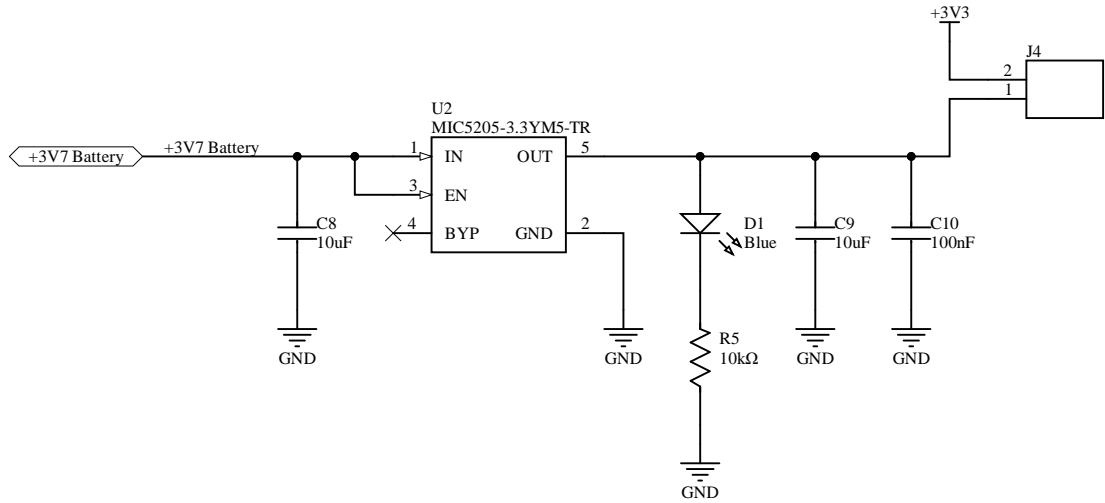 +3V3
J4
2
1
U2
MIC5205-3.3YM5-TR
+3V7 Battery
+3V7 Battery
1
IN
OUT
5
3
EN
4
BYP
GND
2
C8
10uF
D1
Blue
C9
10uF
C10
100nF
GND
GND
R5
10kΩ
GND
GND
GND